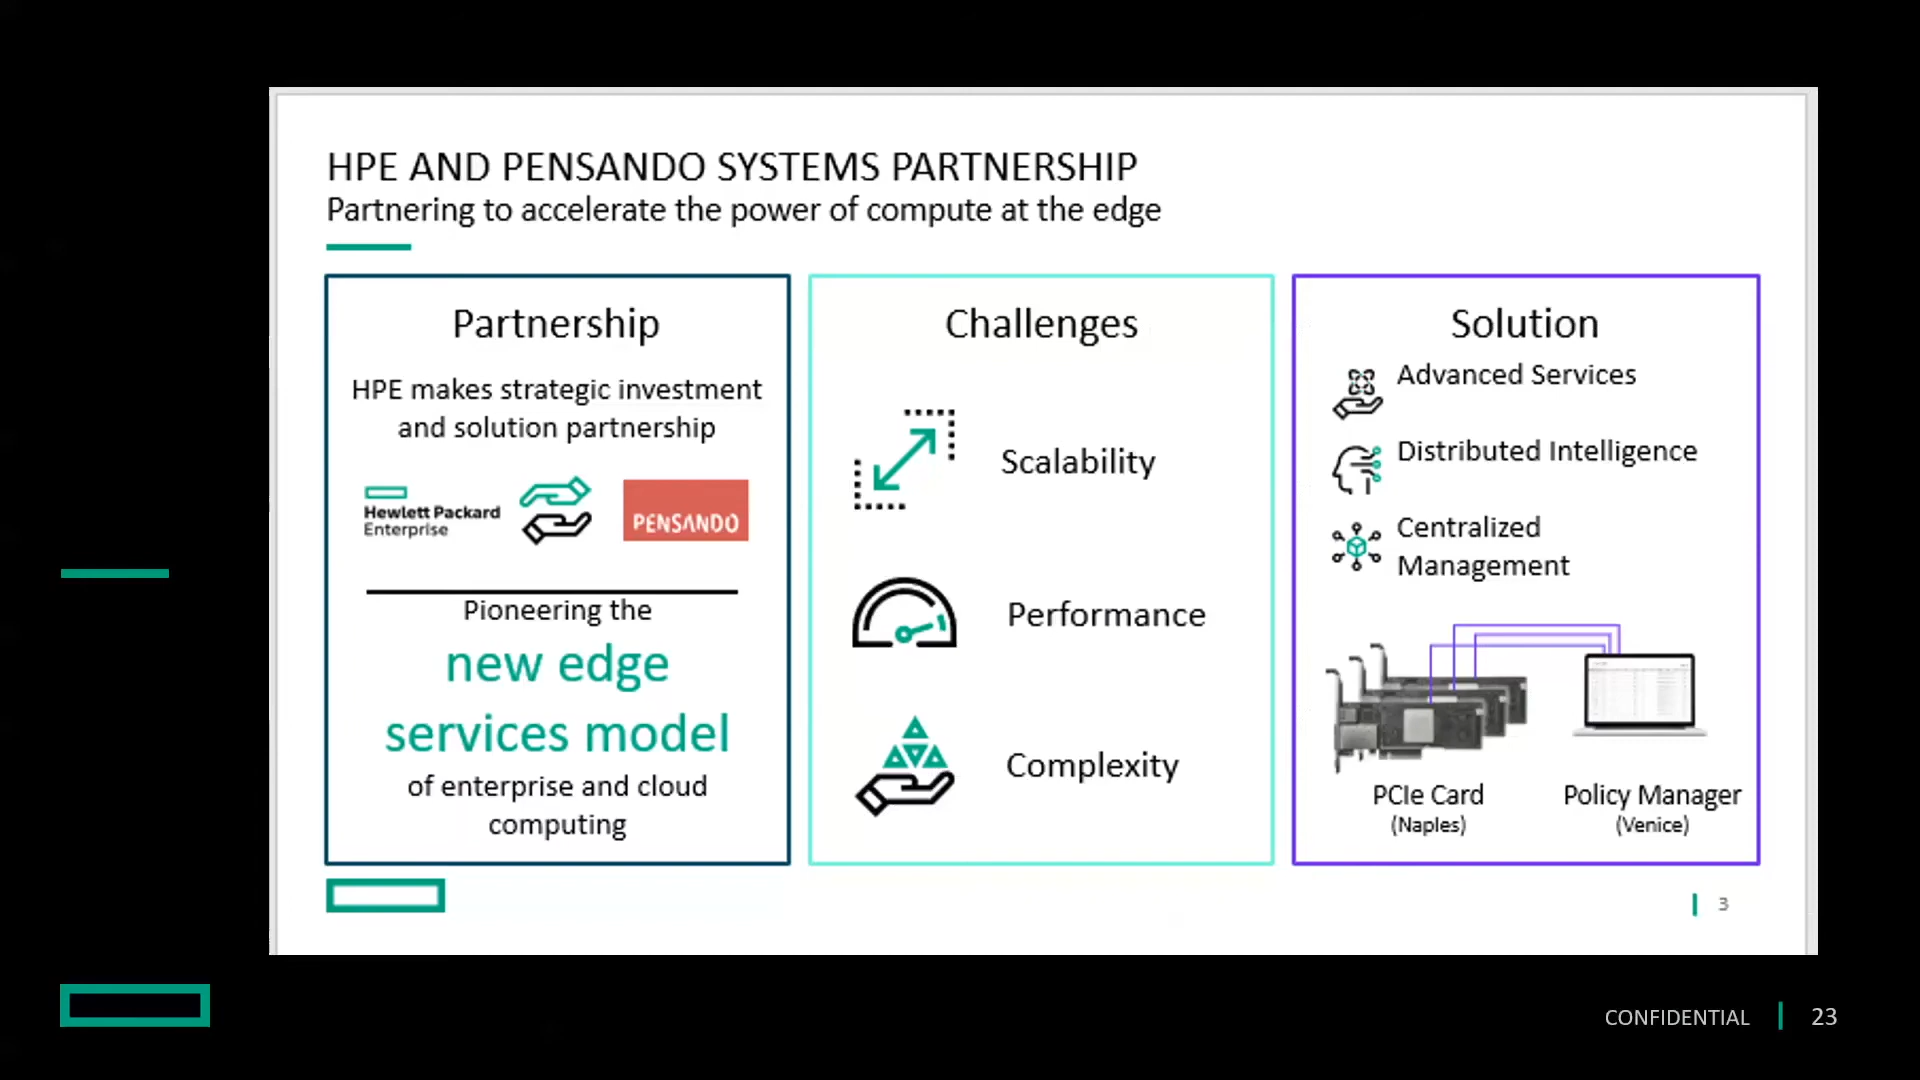 HPE AND PENSANDO SYSTEMS PARTNERSHIP
Partnering to accelerate the power of compute at the edge
Partnership
HPE makes strategic investment
and solution partnership
Hewlett Packard
Enterprise
PENSANDO
Pioneering the
new edge
services model
of enterprise and cloud
computing
Challenges
Scalability
Performance
Complexity
Solution
Advanced Services
Distributed Intelligence
Centralized
Management
PCIe Card
(Naples)
Policy Manager
(Venice)
3
CONFIDENTIAL
23